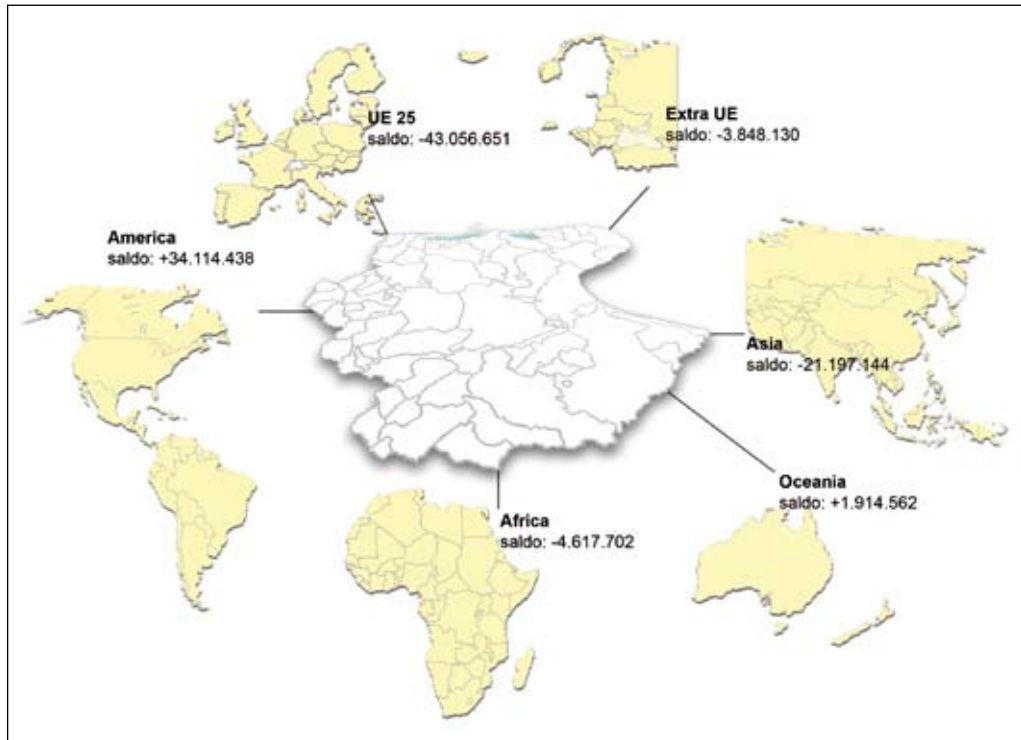 UE 25
saldo: -43.056.651
Extra UE
saldo: -3.848.130
America
saldo: +34.114.438
Asia
saldo: -21.197.144
Oceania
saldo: +1.914.562
Africa
saldo: -4.617.702